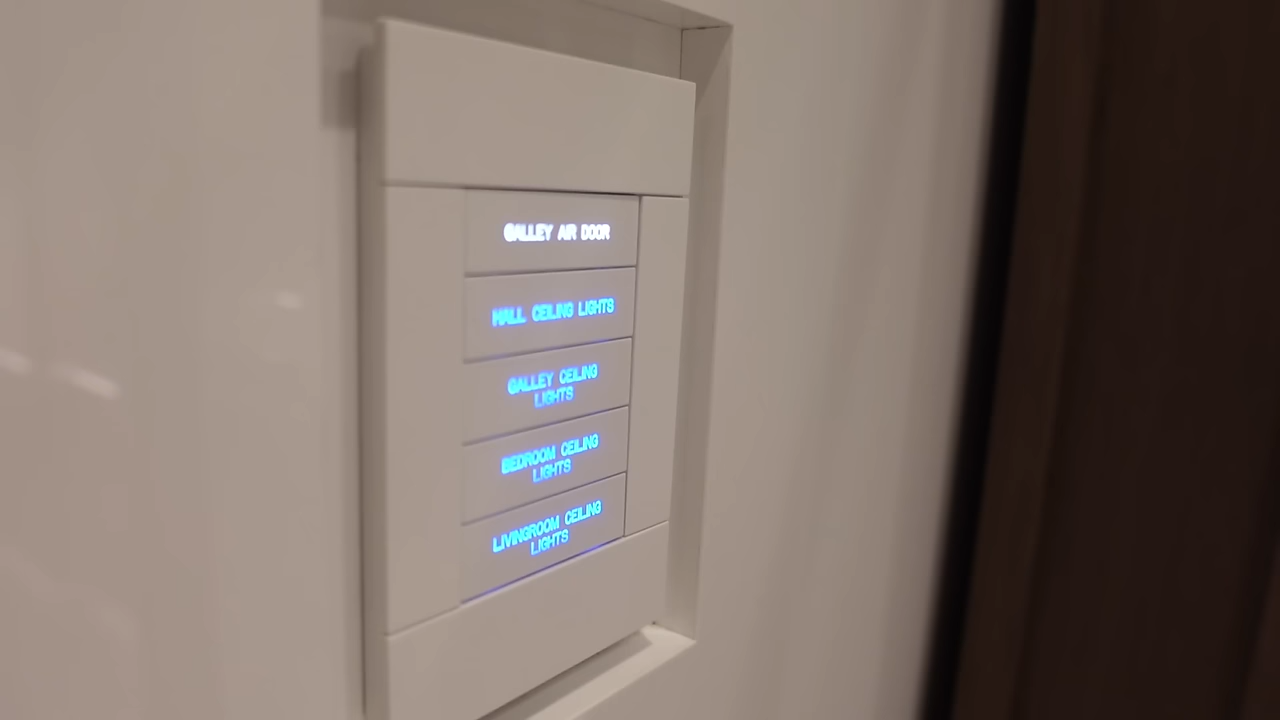 GALLEY AIR DOOR
HALL CEILING LIGHTS
GALLEY CEILING
LIGHTS
BEDROOM CEILING
LIGHTS
LIVINGROOM CEILING
LIGHTS